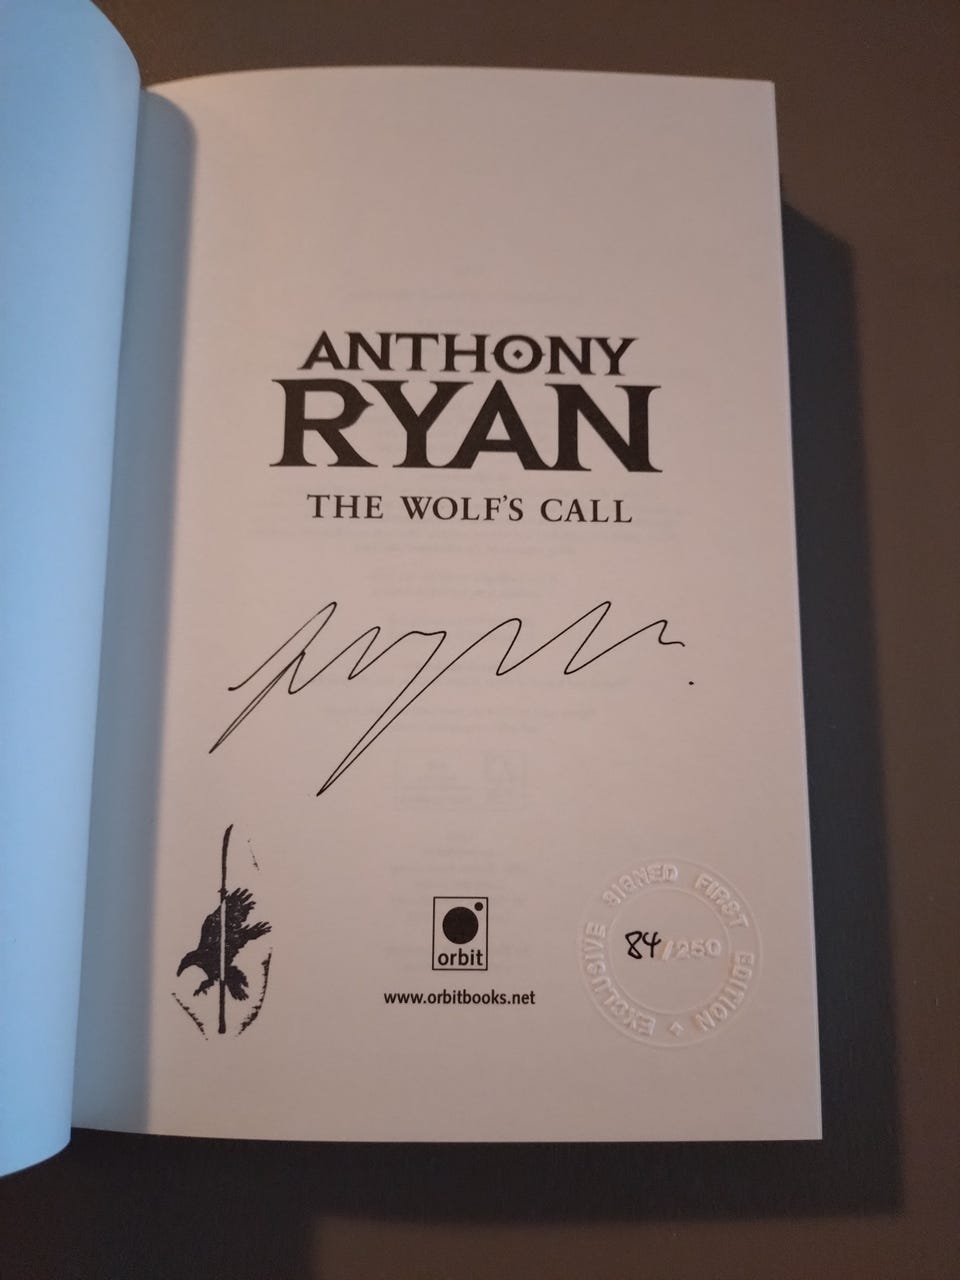 ANTHONY
RYAN
THE WOLF'S CALL
orbit
www.orbitbooks.net
EXCLUSIVE SIGNED FIRST EDITION
84/250